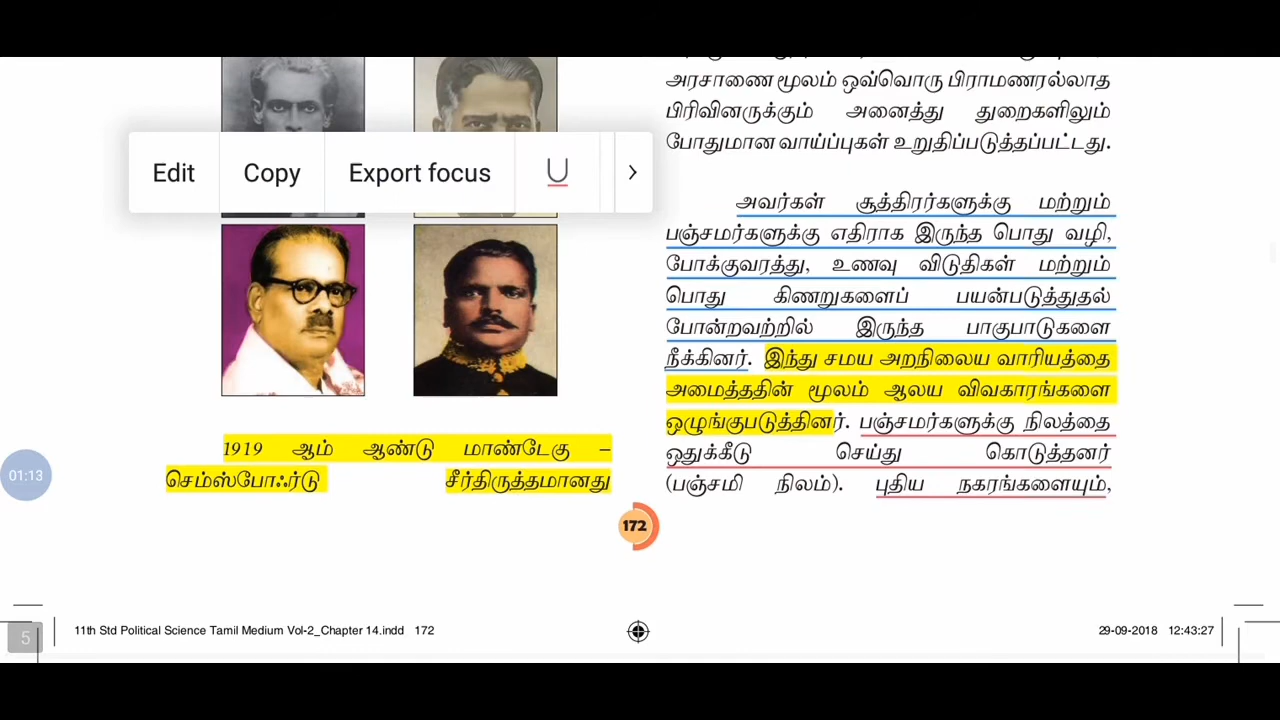 அரசாணை மூலம் ஒவ்வொரு பிராமணரல்லாத
பிரிவினருக்கும் அனைத்து துறைகளிலும்
போதுமான வாய்ப்புகள் உறுதிப்படுத்தப்பட்டது.
Edit Copy Export focus U >
அவர்கள் சூத்திரர்களுக்கு மற்றும்
பஞ்சமர்களுக்கு எதிராக இருந்த பொது வழி,
போக்குவரத்து, உணவு விடுதிகள் மற்றும்
பொது கிணறுகளைப் பயன்படுத்துதல்
போன்றவற்றில் இருந்த பாகுபாடுகளை
நீக்கினர். இந்து சமய அறநிலைய வாரியத்தை
அமைத்ததின் மூலம் ஆலய விவகாரங்களை
ஒழுங்குபடுத்தினர். பஞ்சமர்களுக்கு நிலத்தை
ஒதுக்கீடு செய்து கொடுத்தனர்
(பஞ்சமி நிலம்). புதிய நகரங்களையும்,
1919 ஆம் ஆண்டு மாண்டேகு –
செம்ஸ்போஃர்டு சீர்திருத்தமானது
01:13
172
5
11th Std Political Science Tamil Medium Vol-2_Chapter 14.indd 172
29-09-2018 12:43:27